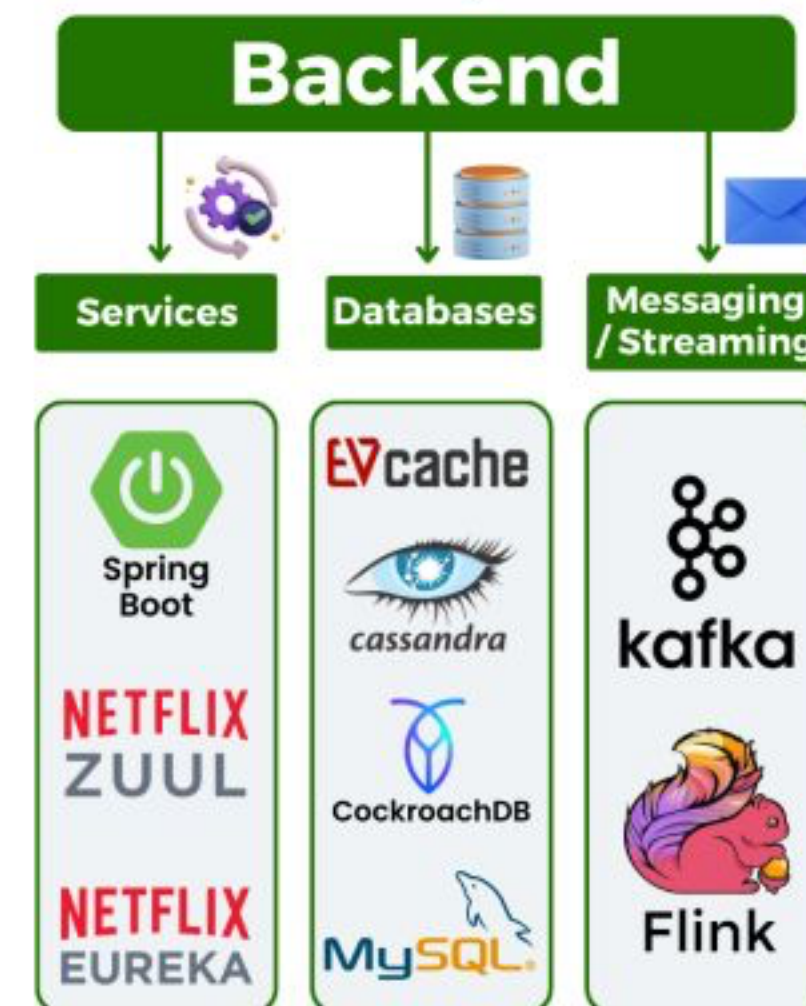 Backend
Services
Databases
Messaging
/ Streaming
Spring
Boot
NETFLIX
ZUUL
NETFLIX
EUREKA
EVcache
cassandra
CockroachDB
MySQL
kafka
Flink